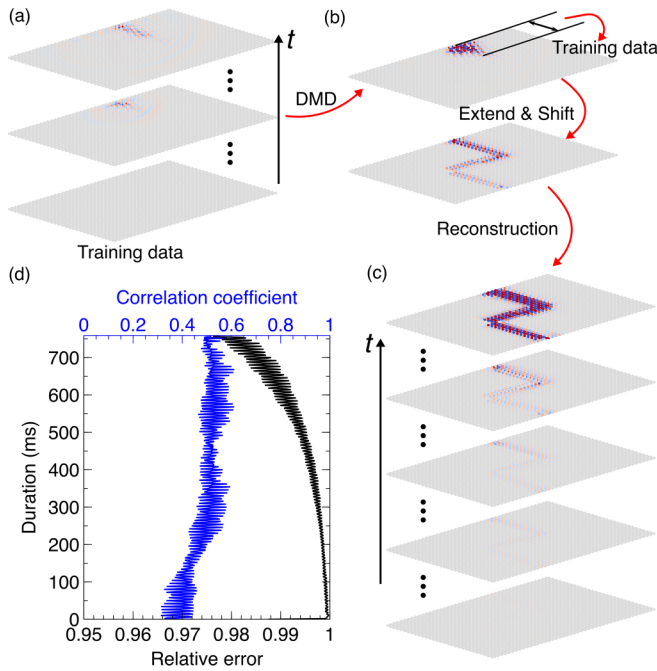 (a)
t
DMD
Training data
(b)
Training data
Extend & Shift
Reconstruction
(c)
t
(d)
Correlation coefficient
0 0.2 0.4 0.6 0.8 1
Duration (ms)
700
600
500
400
300
200
100
0
0.95 0.96 0.97 0.98 0.99 1
Relative error